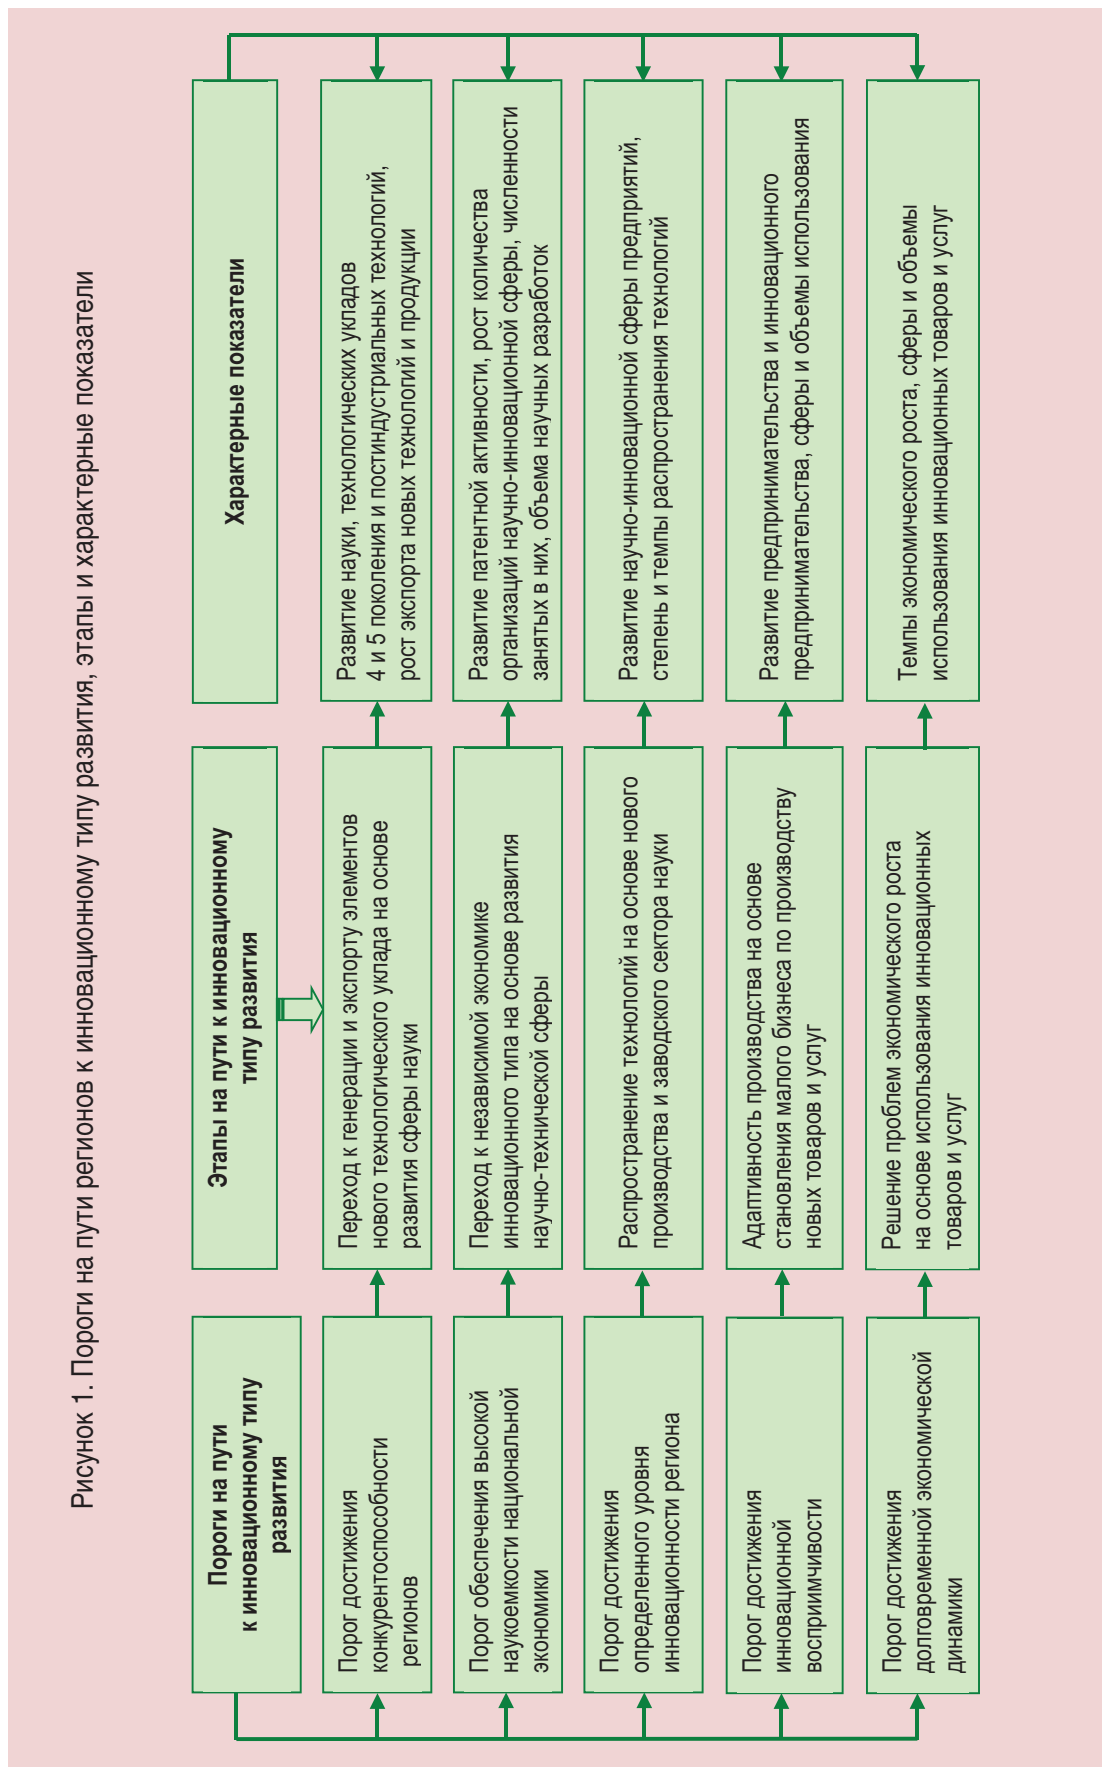 Рисунок 1. Пороги на пути регионов к инновационному типу развития, этапы и характерные показатели
Пороги на пути
к инновационному типу
развития
Этапы на пути к инновационному
типу развития
Характерные показатели
Порог достижения
конкурентоспособности
регионов
Переход к генерации и экспорту элементов
нового технологического уклада на основе
развития сферы науки
Развитие науки, технологических укладов
4 и 5 поколения и постиндустриальных технологий,
рост экспорта новых технологий и продукции
Порог обеспечения высокой
наукоемкости национальной
экономики
Переход к независимой экономике
инновационного типа на основе развития
научно-технической сферы
Развитие патентной активности, рост количества
организаций научно-инновационной сферы, численности
занятых в них, объема научных разработок
Порог достижения
определенного уровня
инновационности региона
Распространение технологий на основе нового
производства и заводского сектора науки
Развитие научно-инновационной сферы предприятий,
степень и темпы распространения технологий
Порог достижения
инновационной
восприимчивости
Адаптивность производства на основе
становления малого бизнеса по производству
новых товаров и услуг
Развитие предпринимательства и инновационного
предпринимательства, сферы и объемы использования
Порог достижения
долговременной экономической
динамики
Решение проблем экономического роста
на основе использования инновационных
товаров и услуг
Темпы экономического роста, сферы и объемы
использования инновационных товаров и услуг